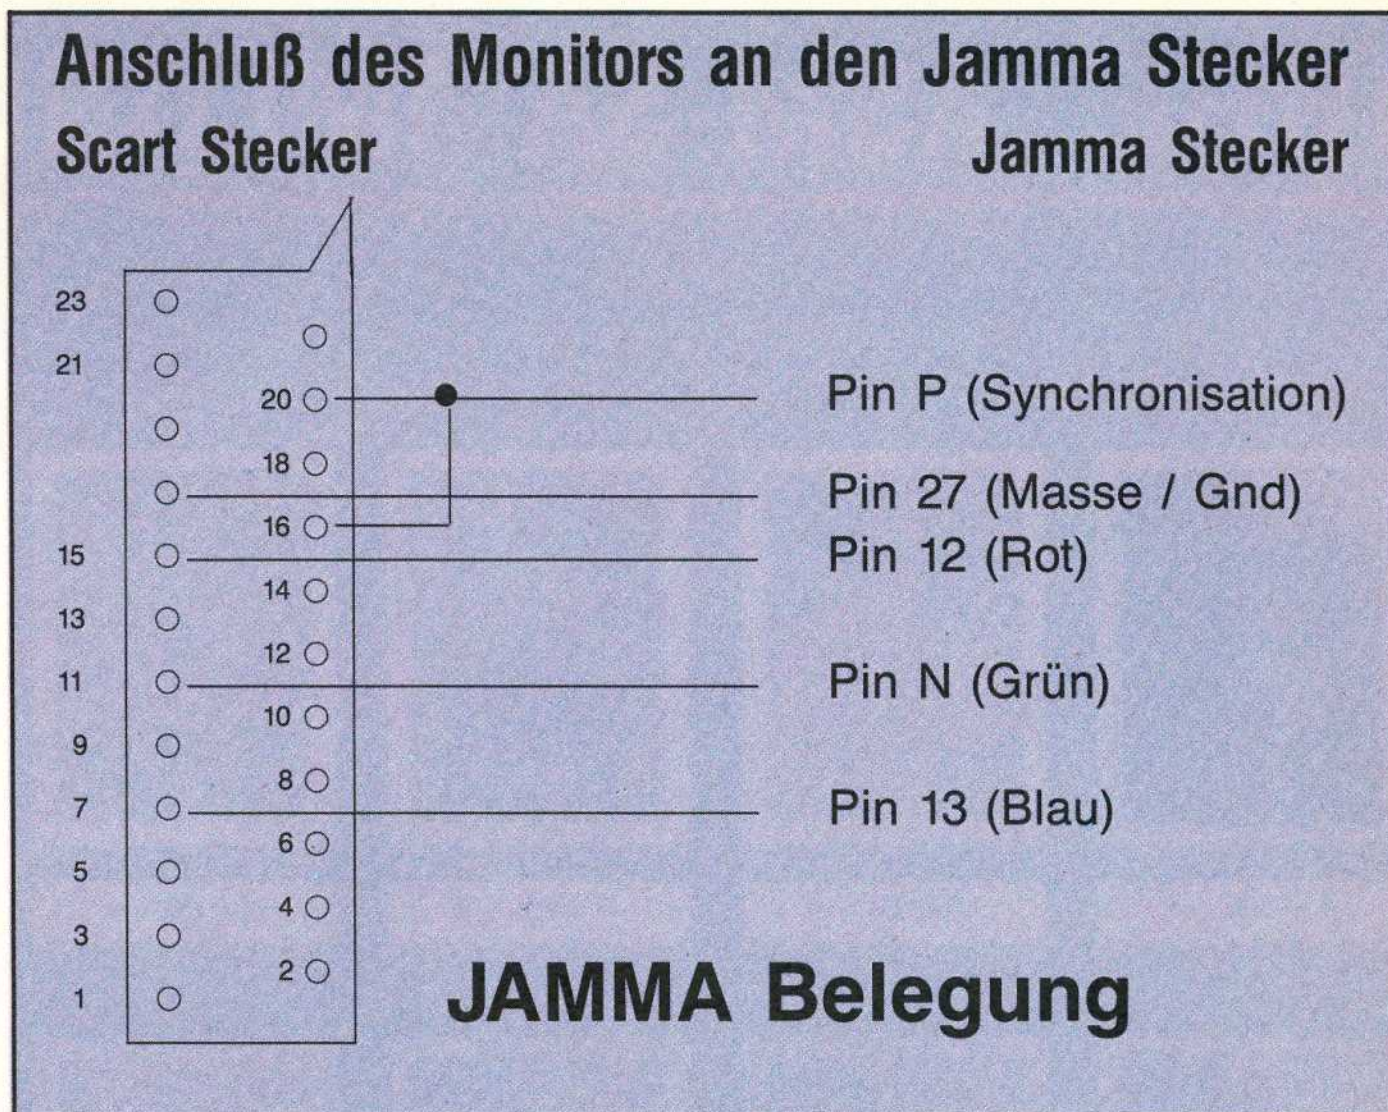 Anschluß des Monitors an den Jamma Stecker
Scart Stecker
Jamma Stecker
23
21
20
Pin P (Synchronisation)
18
Pin 27 (Masse / Gnd)
16
15
Pin 12 (Rot)
14
13
12
11
Pin N (Grün)
10
9
8
7
Pin 13 (Blau)
6
5
4
3
2
1
JAMMA Belegung